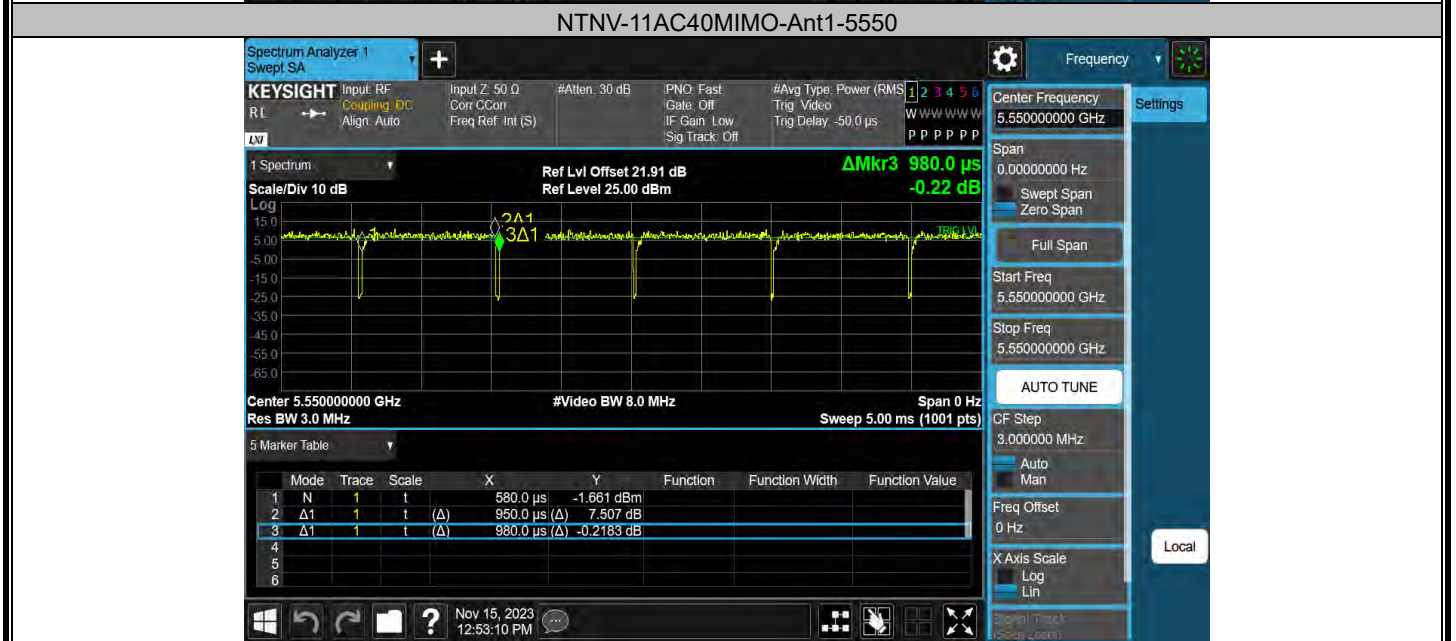 NTNV-11AC40MIMO-Ant1-5550
Spectrum Analyzer 1
Swept SA
+
Frequency
KEYSIGHT
RL
LXI
Input: RF
Coupling: DC
Align: Auto
Input Z: 50 Ω
Corr CCorr
Freq Ref: Int (S)
#Atten: 30 dB
PNO: Fast
Gate: Off
IF Gain: Low
Sig Track: Off
#Avg Type: Power (RMS
Trig: Video
Trig Delay: -50.0 µs
1 2 3 4 5 6
W W W W W W
P P P P P P
Center Frequency
5.550000000 GHz
Settings
1 Spectrum
Scale/Div 10 dB
Ref Lvl Offset 21.91 dB
Ref Level 25.00 dBm
ΔMkr3 980.0 µs
-0.22 dB
Span
0.00000000 Hz
Swept Span
Zero Span
Log
15.0
5.00
-5.00
-15.0
-25.0
-35.0
-45.0
-55.0
-65.0
2Δ1
3Δ1
TRIG LVL
Full Span
Start Freq
5.550000000 GHz
Stop Freq
5.550000000 GHz
AUTO TUNE
Center 5.550000000 GHz
#Video BW 8.0 MHz
Span 0 Hz
Res BW 3.0 MHz
Sweep 5.00 ms (1001 pts)
CF Step
3.000000 MHz
Auto
Man
5 Marker Table
Mode Trace Scale X Y Function Function Width Function Value
1 N 1 t 580.0 µs -1.661 dBm
2 Δ1 1 t (Δ) 950.0 µs (Δ) 7.507 dB
3 Δ1 1 t (Δ) 980.0 µs (Δ) -0.2183 dB
4
5
6
Freq Offset
0 Hz
X Axis Scale
Log
Lin
Local
?
Nov 15, 2023
12:53:10 PM